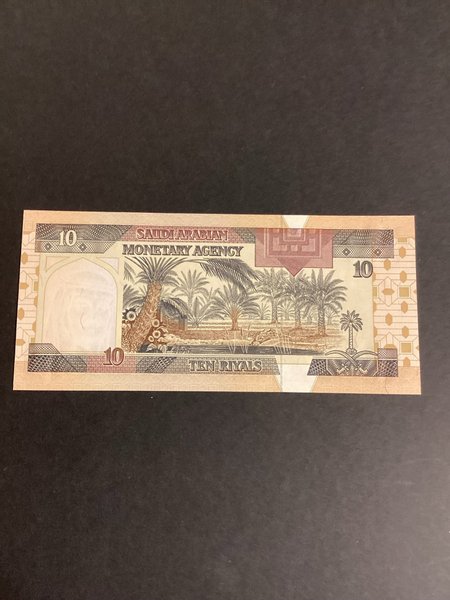 SAUDI ARABIAN
MONETARY AGENCY
10
10
10
TEN RIYALS